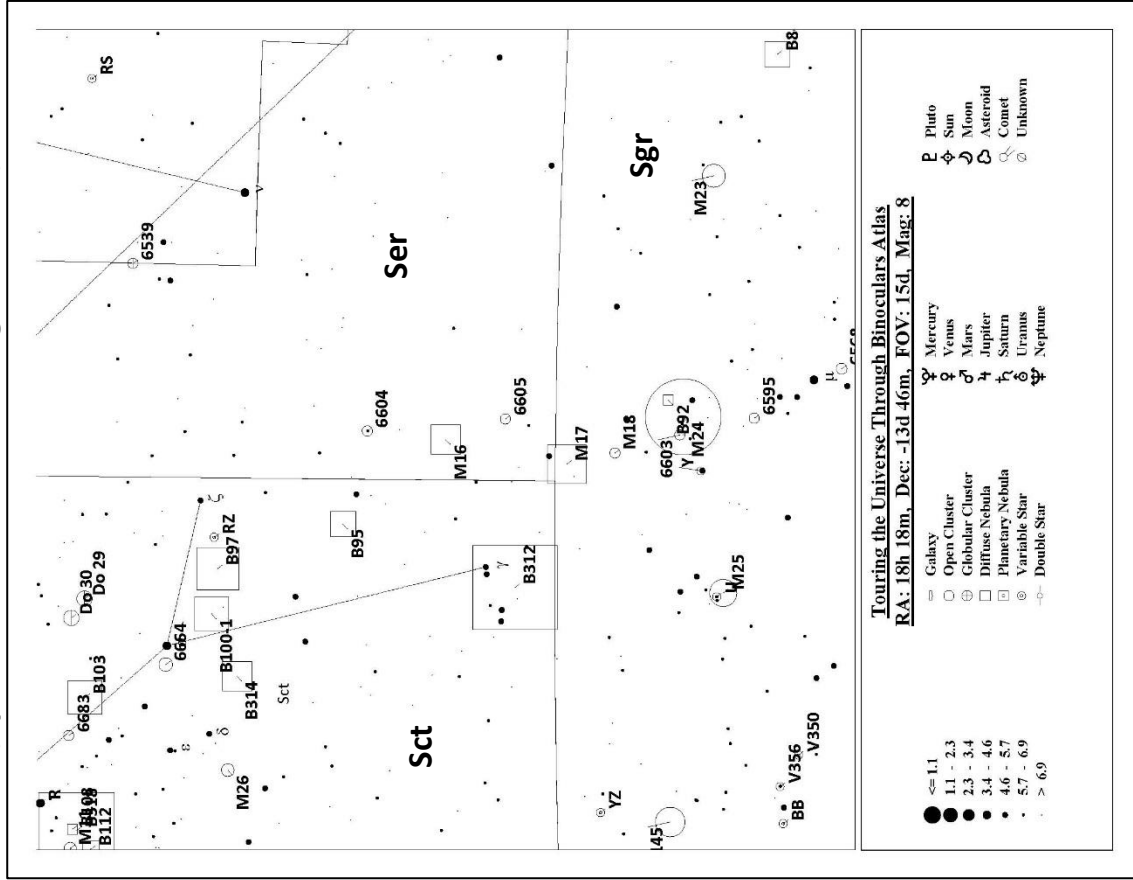 RS
6539
ν
Do 30
Do 29
6683
B103
R
B112
6664
ζ
RZ
B97
B100-1
ε
δ
B314
Sct
M26
Ser
6604
B95
M16
Sct
6605
γ
B312
M17
Sgr
B8
M23
M18
B92
6603
M24
Y
U
M25
6595
μ
YZ
145
V356
V350
BB
Touring the Universe Through Binoculars Atlas
RA: 18h 18m, Dec: -13d 46m, FOV: 15d, Mag: 8
<= 1.1
1.1 - 2.3
2.3 - 3.4
3.4 - 4.6
4.6 - 5.7
5.7 - 6.9
> 6.9
Galaxy
Open Cluster
Globular Cluster
Diffuse Nebula
Planetary Nebula
Variable Star
Double Star
Mercury
Venus
Mars
Jupiter
Saturn
Uranus
Neptune
Pluto
Sun
Moon
Asteroid
Comet
Unknown